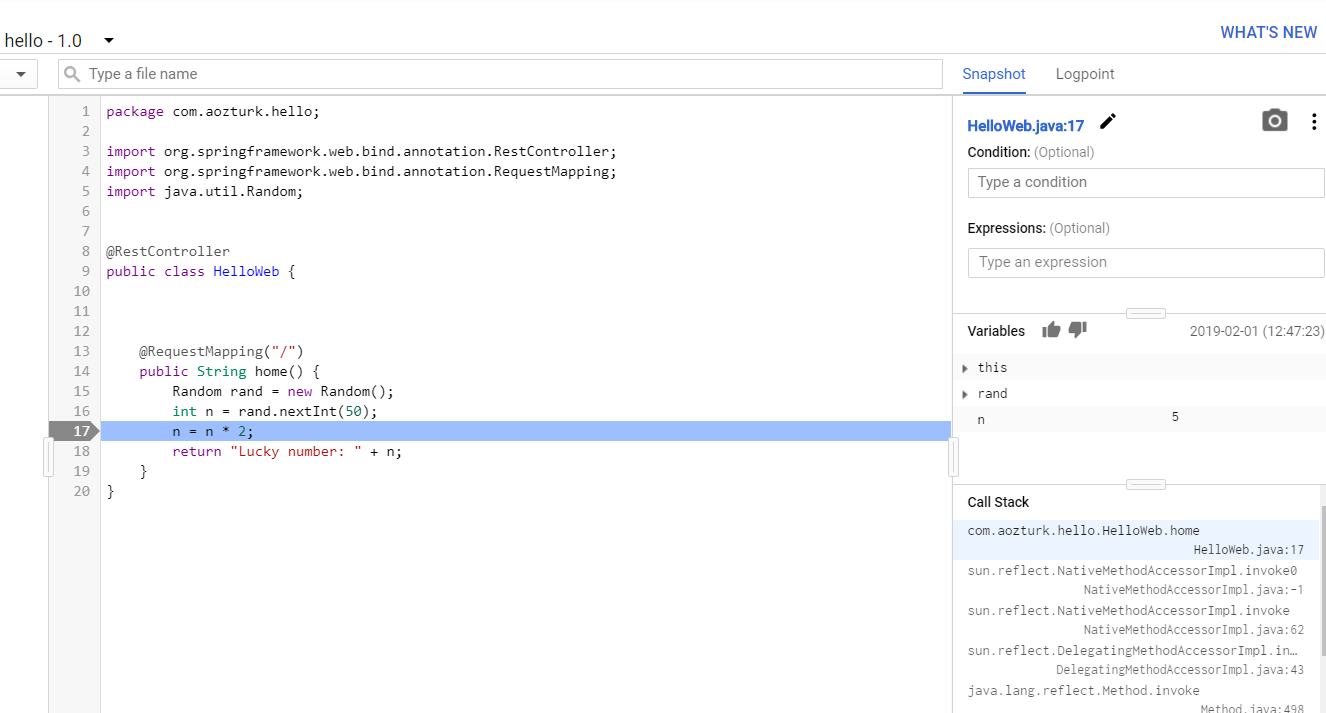 hello - 1.0
WHAT'S NEW
Type a file name
Snapshot Logpoint
1 package com.aozturk.hello;
2
3 import org.springframework.web.bind.annotation.RestController;
4 import org.springframework.web.bind.annotation.RequestMapping;
5 import java.util.Random;
6
7
8 @RestController
9 public class HelloWeb {
10
11
12
13 @RequestMapping("/")
14 public String home() {
15 Random rand = new Random();
16 int n = rand.nextInt(50);
17 n = n * 2;
18 return "Lucky number: " + n;
19 }
20 }
HelloWeb.java:17
Condition: (Optional)
Type a condition
Expressions: (Optional)
Type an expression
Variables 2019-02-01 (12:47:23)
this
rand
n 5
Call Stack
com.aozturk.hello.HelloWeb.home
HelloWeb.java:17
sun.reflect.NativeMethodAccessorImpl.invoke0
NativeMethodAccessorImpl.java:-1
sun.reflect.NativeMethodAccessorImpl.invoke
NativeMethodAccessorImpl.java:62
sun.reflect.DelegatingMethodAccessorImpl.in…
DelegatingMethodAccessorImpl.java:43
java.lang.reflect.Method.invoke
Method.java:498